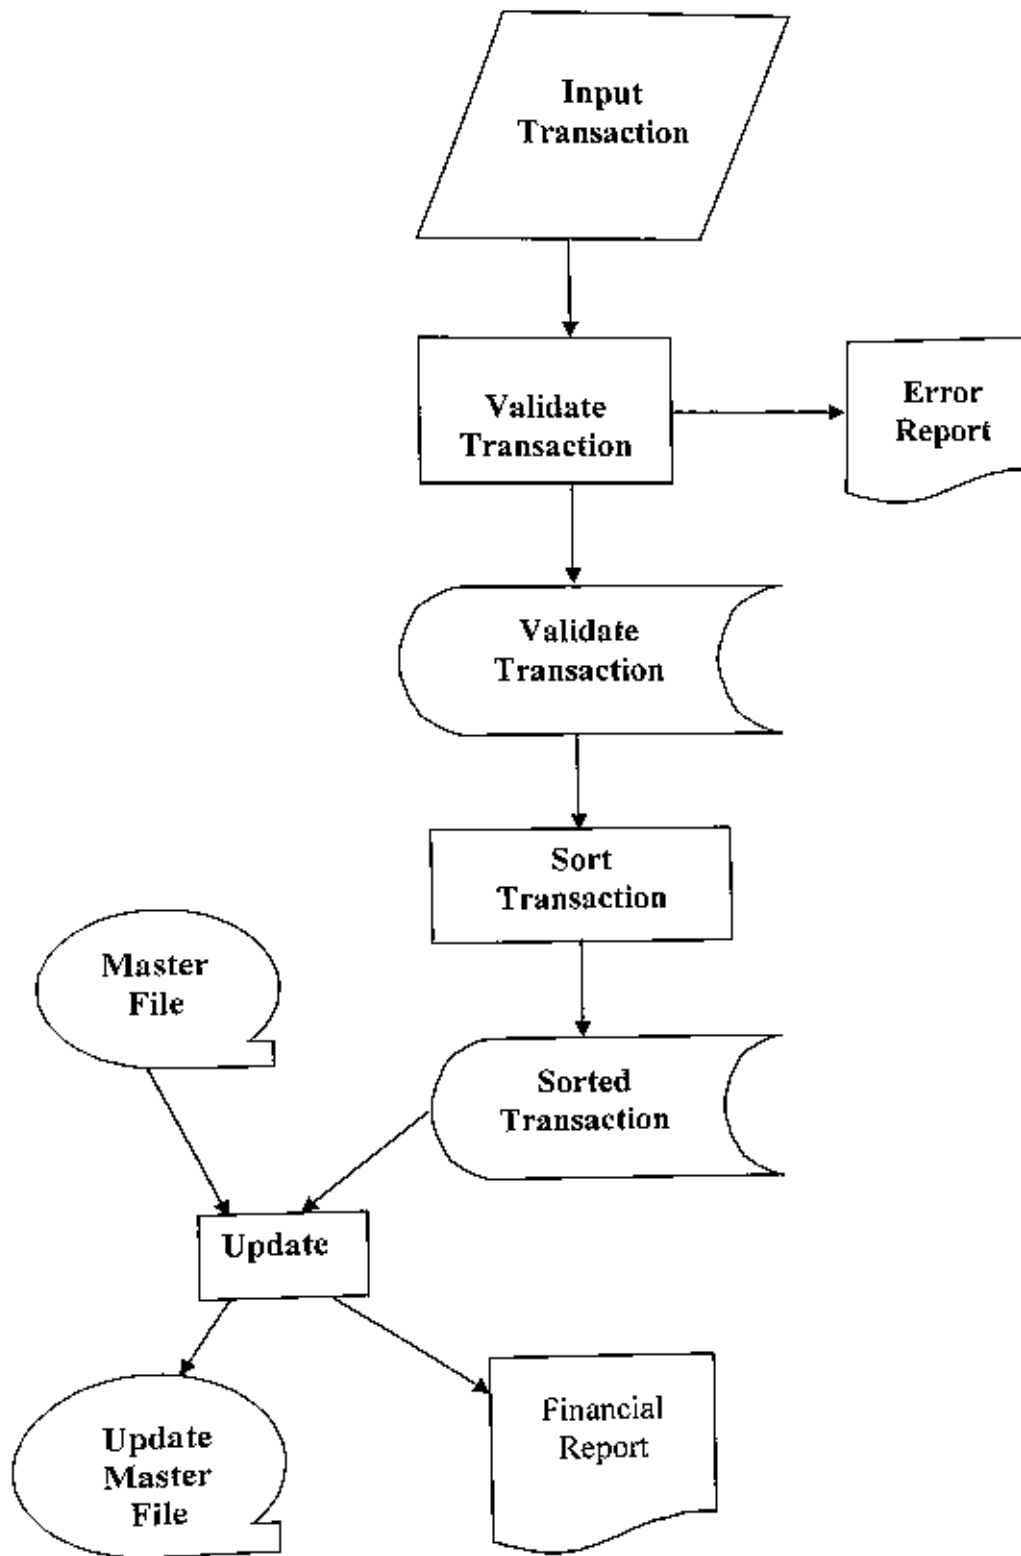 Input
Transaction
Validate
Transaction
Error
Report
Validate
Transaction
Sort
Transaction
Master
File
Sorted
Transaction
Update
Financial
Report
Update
Master
File